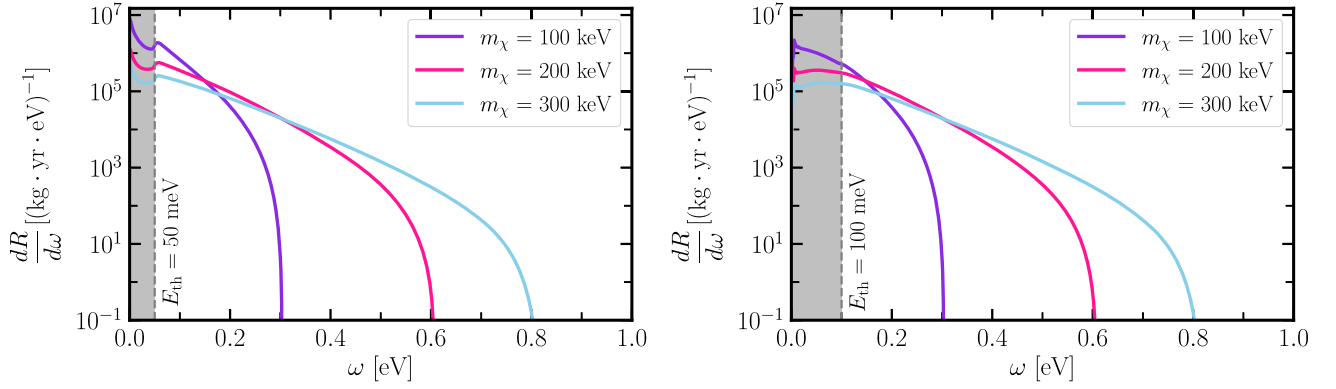 10^7
10^5
10^3
10^1
10^{-1}
dR/dω [(kg · yr · eV)^{-1}]
E_th = 50 meV
m_χ = 100 keV
m_χ = 200 keV
m_χ = 300 keV
0.0 0.2 0.4 0.6 0.8 1.0
ω [eV]
10^7
10^5
10^3
10^1
10^{-1}
dR/dω [(kg · yr · eV)^{-1}]
E_th = 100 meV
m_χ = 100 keV
m_χ = 200 keV
m_χ = 300 keV
0.0 0.2 0.4 0.6 0.8 1.0
ω [eV]